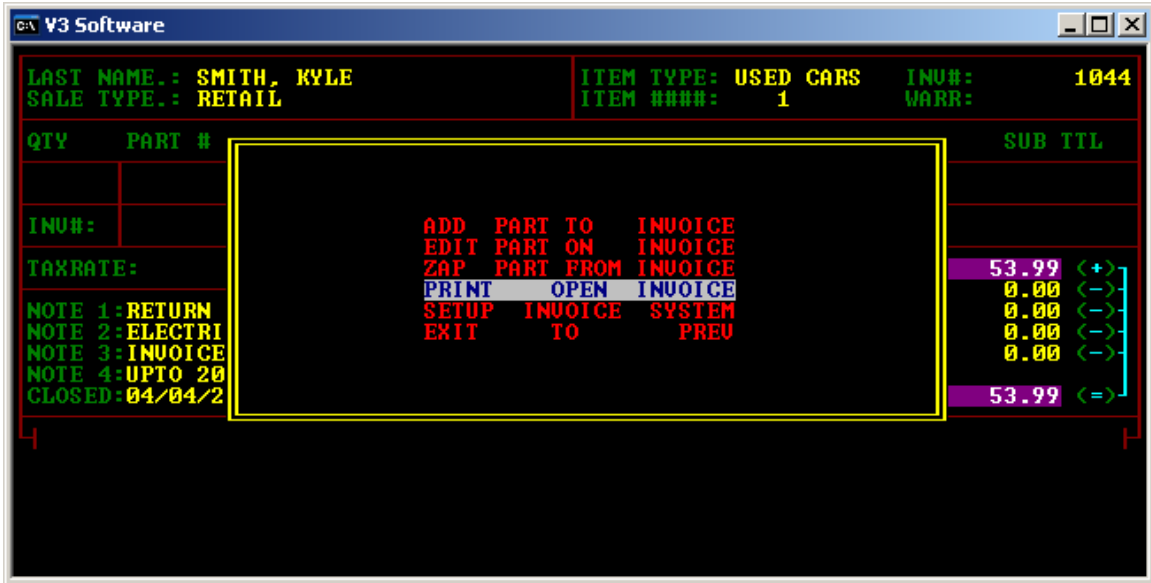 V3 Software
LAST NAME.: SMITH, KYLE ITEM TYPE: USED CARS INV#: 1044
SALE TYPE.: RETAIL ITEM ####: 1 WARR:
QTY PART # SUB TTL
INV#:
ADD PART TO INVOICE
EDIT PART ON INVOICE
ZAP PART FROM INVOICE
PRINT OPEN INVOICE
SETUP INVOICE SYSTEM
EXIT TO PREV
TAXRATE: 53.99 (+)
0.00 (-)
NOTE 1:RETURN 0.00 (-)
NOTE 2:ELECTRI 0.00 (-)
NOTE 3:INVOICE 0.00 (-)
NOTE 4:UPTO 20
CLOSED:04/04/2 53.99 (=)